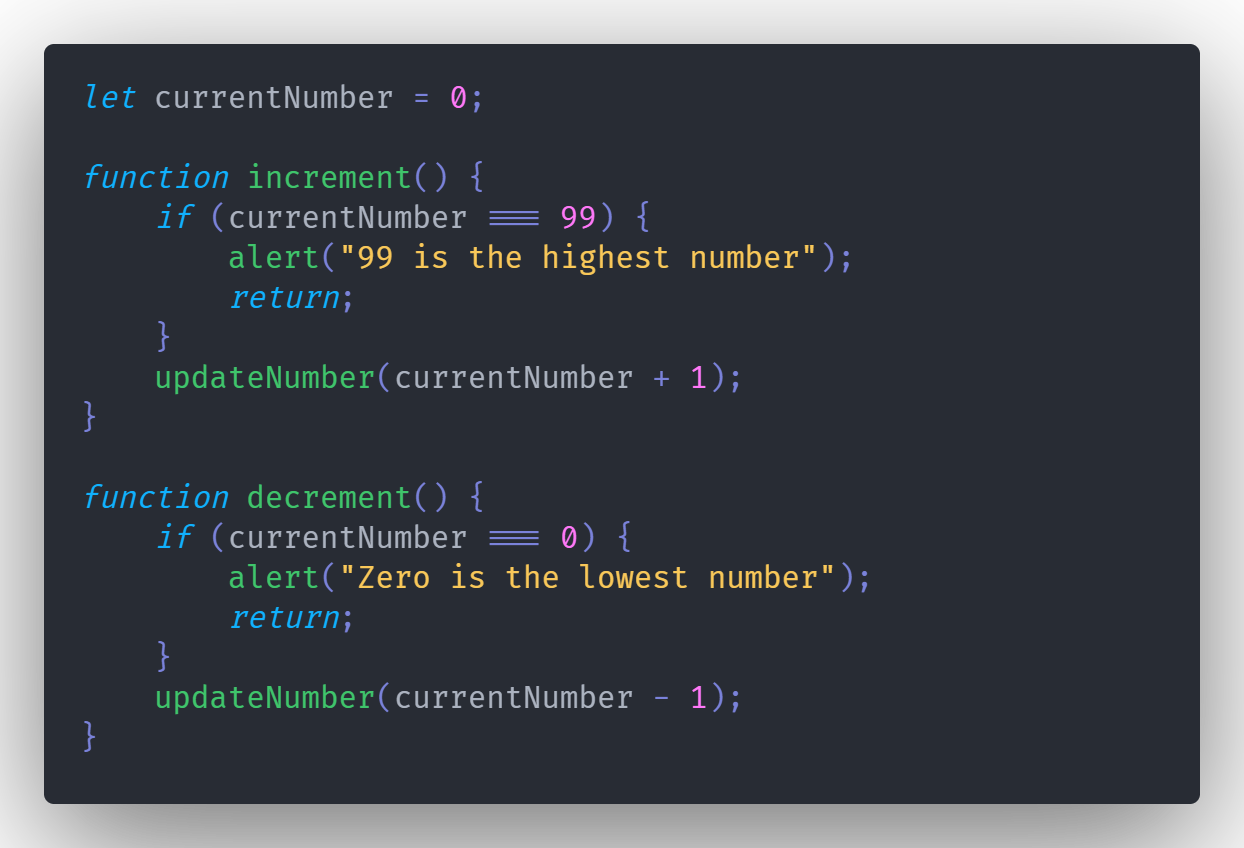 let currentNumber = 0;

function increment() {
    if (currentNumber === 99) {
        alert("99 is the highest number");
        return;
    }
    updateNumber(currentNumber + 1);
}

function decrement() {
    if (currentNumber === 0) {
        alert("Zero is the lowest number");
        return;
    }
    updateNumber(currentNumber - 1);
}